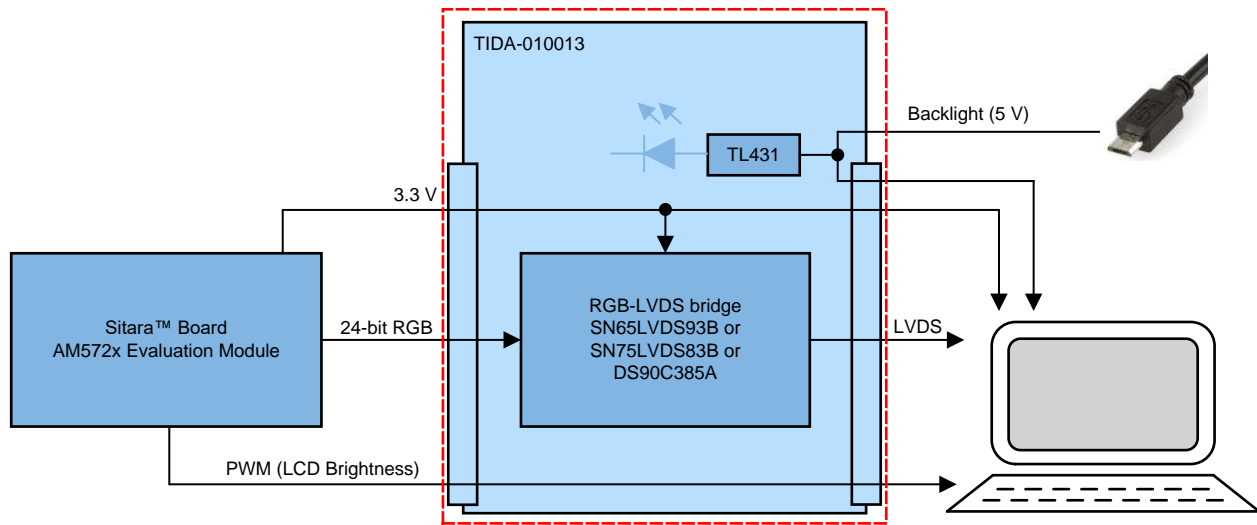 TIDA-010013
Backlight (5 V)
TL431
3.3 V
Sitara™ Board
AM572x Evaluation Module
24-bit RGB
RGB-LVDS bridge
SN65LVDS93B or
SN75LVDS83B or
DS90C385A
LVDS
PWM (LCD Brightness)